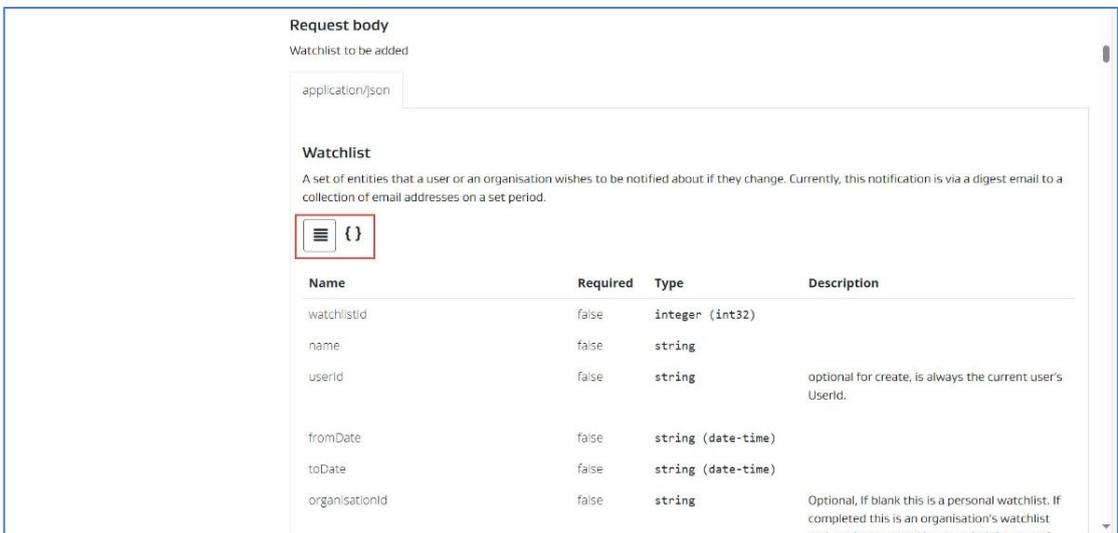 Request body
Watchlist to be added
application/json
Watchlist
A set of entities that a user or an organisation wishes to be notified about if they change. Currently, this notification is via a digest email to a
collection of email addresses on a set period.
{ }
Name Required Type Description
watchlistId false integer (int32)
name false string
userId false string optional for create, is always the current user's
UserId.
fromDate false string (date-time)
toDate false string (date-time)
organisationId false string Optional, If blank this is a personal watchlist. If
completed this is an organisation's watchlist